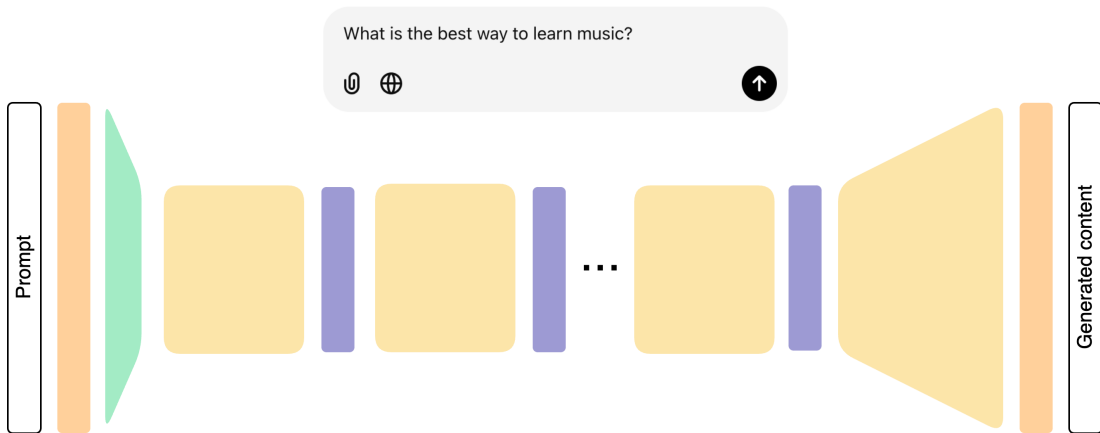 What is the best way to learn music?
Prompt
...
Generated content